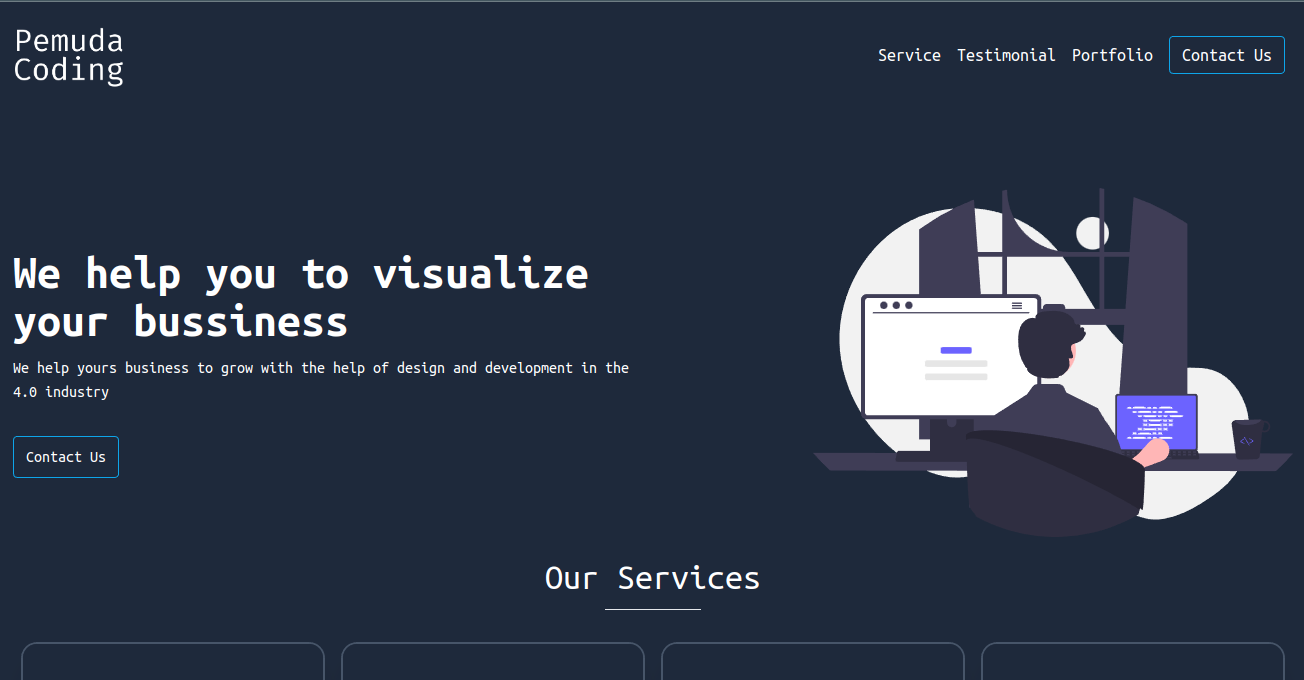 Pemuda
Coding
Service Testimonial Portfolio Contact Us
We help you to visualize
your bussiness
We help yours business to grow with the help of design and development in the
4.0 industry
Contact Us
Our Services